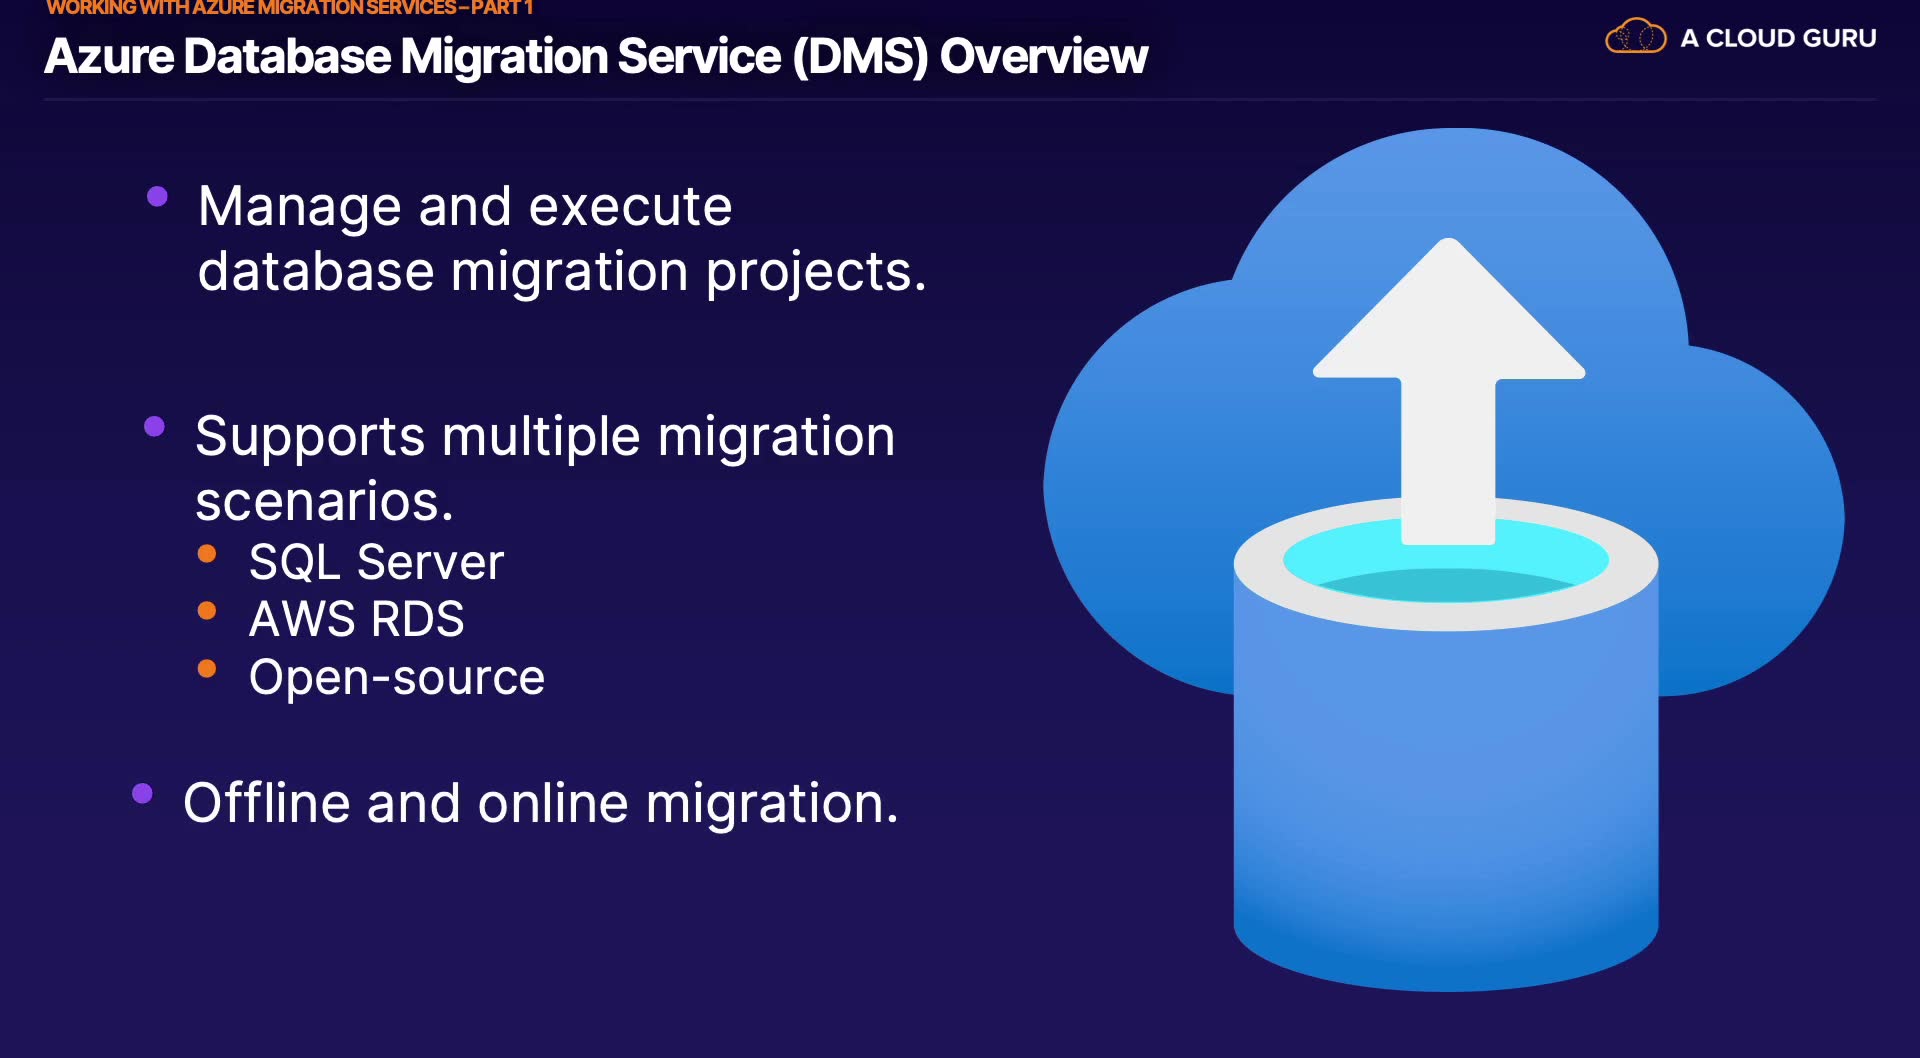 WORKING WITH AZURE MIGRATION SERVICES – PART 1
Azure Database Migration Service (DMS) Overview
A CLOUD GURU
Manage and execute
database migration projects.
Supports multiple migration
scenarios.
SQL Server
AWS RDS
Open-source
Offline and online migration.